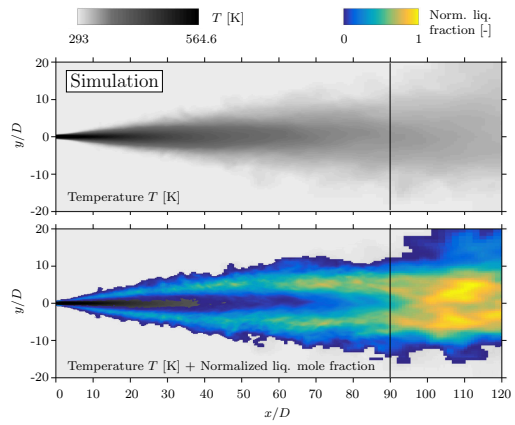 T [K]
293
564.6
Norm. liq.
fraction [-]
0
1
20
10
0
-10
-20
y/D
Simulation
Temperature T [K]
20
10
0
-10
-20
y/D
Temperature T [K] + Normalized liq. mole fraction
0 10 20 30 40 50 60 70 80 90 100 110 120
x/D